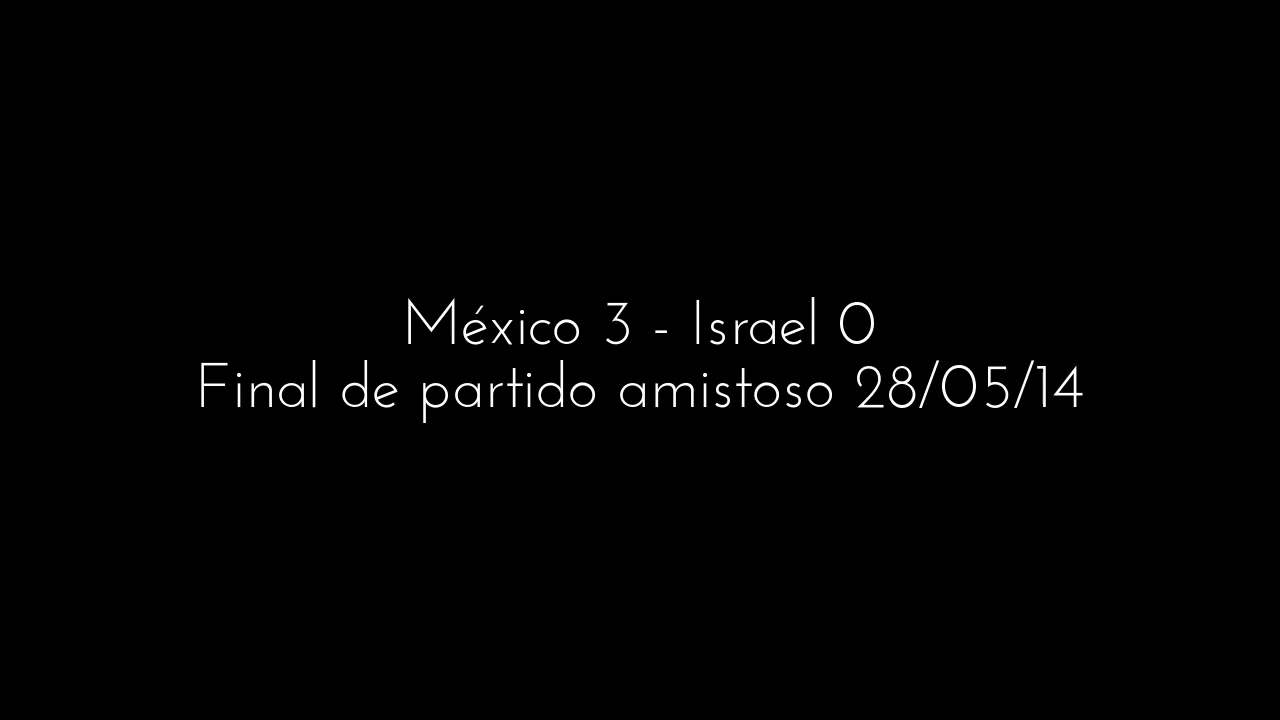 México 3 - Israel 0
Final de partido amistoso 28/05/14